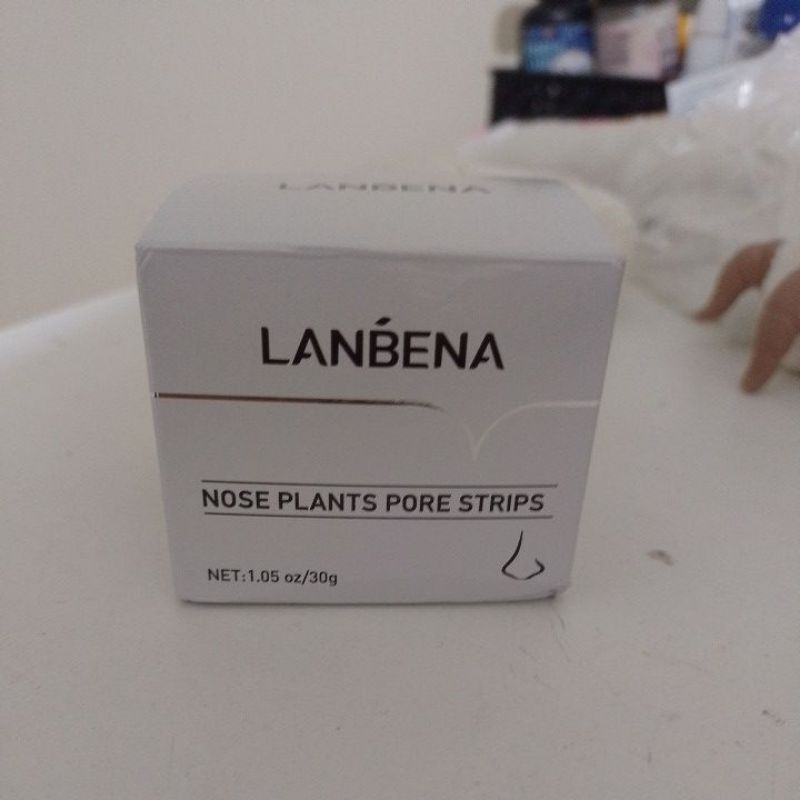 LANBENA
LANBENA
NOSE PLANTS PORE STRIPS
NET:1.05 oz/30g